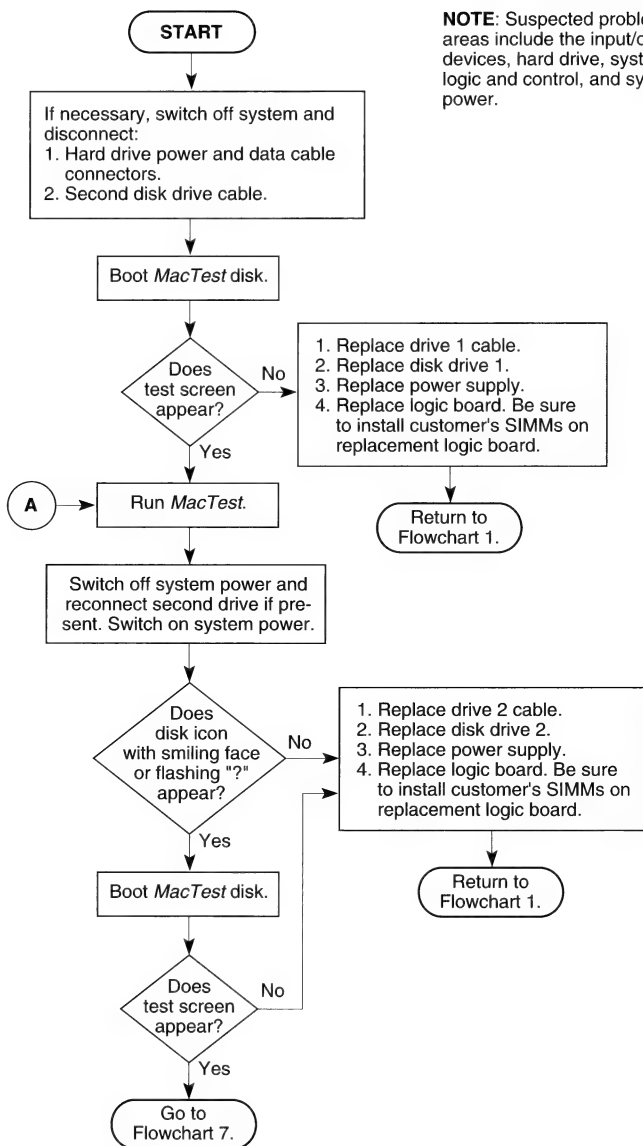 START
NOTE: Suspected
areas include the
devices, hard drive,
logic and control, and
power.
If necessary, switch off system and
disconnect:
1. Hard drive power and data cable
connectors.
2. Second disk drive cable.
Boot MacTest disk.
Does
test screen
appear?
No
1. Replace drive 1 cable.
2. Replace disk drive 1.
3. Replace power supply.
4. Replace logic board. Be sure
to install customer's SIMMs on
replacement logic board.
Return to
Flowchart 1.
Yes
A
Run MacTest.
Switch off system power and
reconnect second drive if pre-
sent. Switch on system power.
Does
disk icon
with smiling face
or flashing "?"
appear?
No
1. Replace drive 2 cable.
2. Replace disk drive 2.
3. Replace power supply.
4. Replace logic board. Be sure
to install customer's SIMMs on
replacement logic board.
Return to
Flowchart 1.
Yes
Boot MacTest disk.
Does
test screen
appear?
No
Yes
Go to
Flowchart 7.